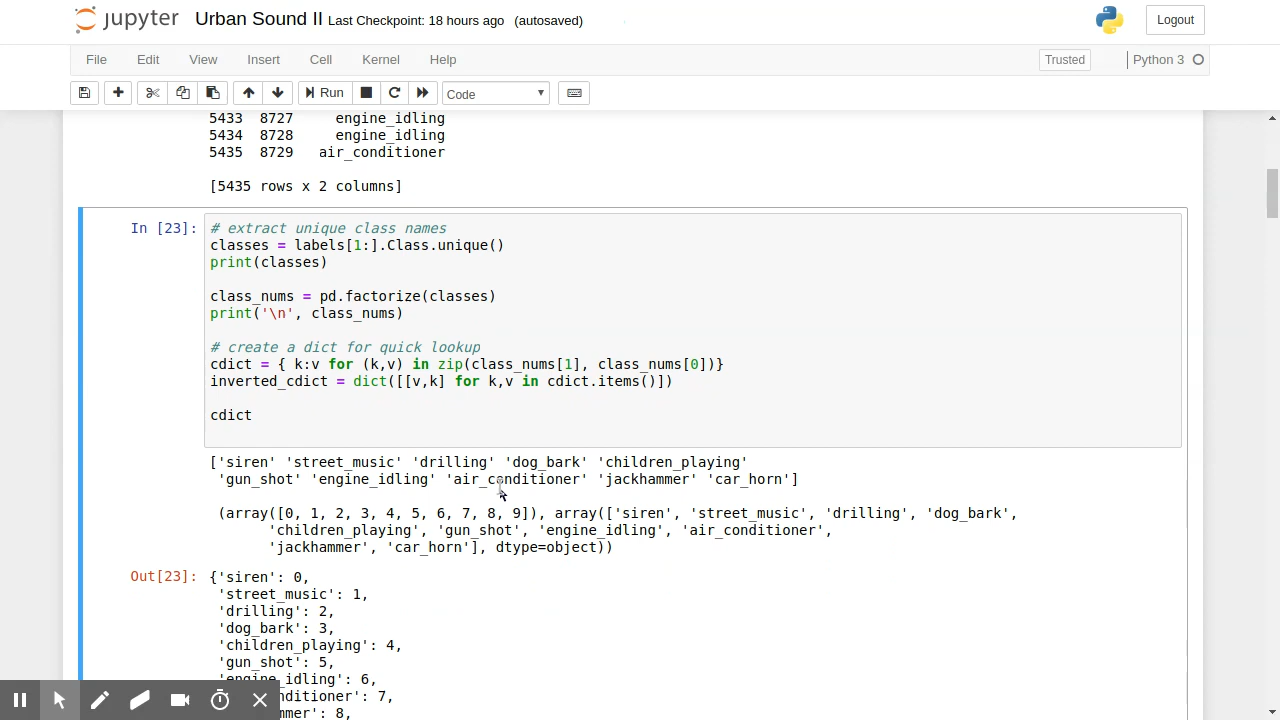 jupyter Urban Sound II Last Checkpoint: 18 hours ago (autosaved) Logout
File Edit View Insert Cell Kernel Help Trusted Python 3
Run Code
5433 8727 engine_idling
5434 8728 engine_idling
5435 8729 air_conditioner
[5435 rows x 2 columns]
In [23]: # extract unique class names
classes = labels[1:].Class.unique()
print(classes)
class_nums = pd.factorize(classes)
print('\n', class_nums)
# create a dict for quick lookup
cdict = { k:v for (k,v) in zip(class_nums[1], class_nums[0])}
inverted_cdict = dict([[v,k] for k,v in cdict.items()])
cdict
['siren' 'street_music' 'drilling' 'dog_bark' 'children_playing'
'gun_shot' 'engine_idling' 'air_conditioner' 'jackhammer' 'car_horn']
(array([0, 1, 2, 3, 4, 5, 6, 7, 8, 9]), array(['siren', 'street_music', 'drilling', 'dog_bark',
'children_playing', 'gun_shot', 'engine_idling', 'air_conditioner',
'jackhammer', 'car_horn'], dtype=object))
Out[23]: {'siren': 0,
'street_music': 1,
'drilling': 2,
'dog_bark': 3,
'children_playing': 4,
'gun_shot': 5,
'engine_idling': 6,
nditioner': 7,
mmer': 8,